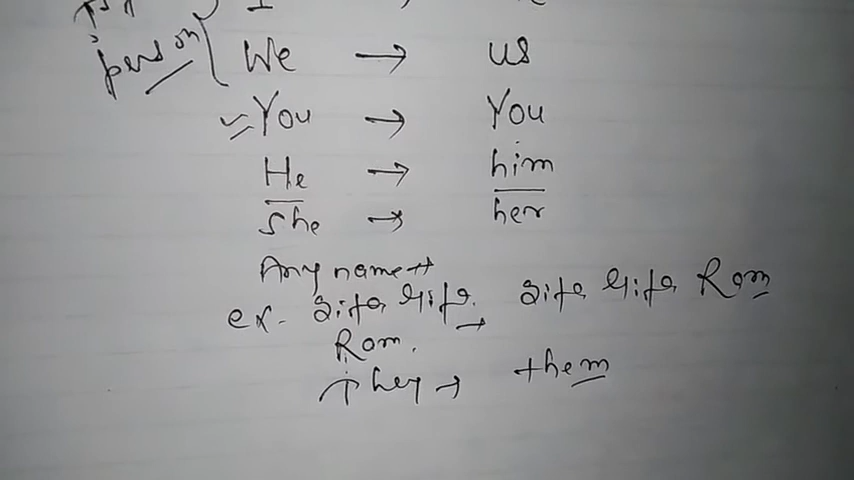 I →
person { We → us
You → You
He → him
She → her
Any name →
ex. Sita Gita. → Sita Gita Ram
Ram.
They → them